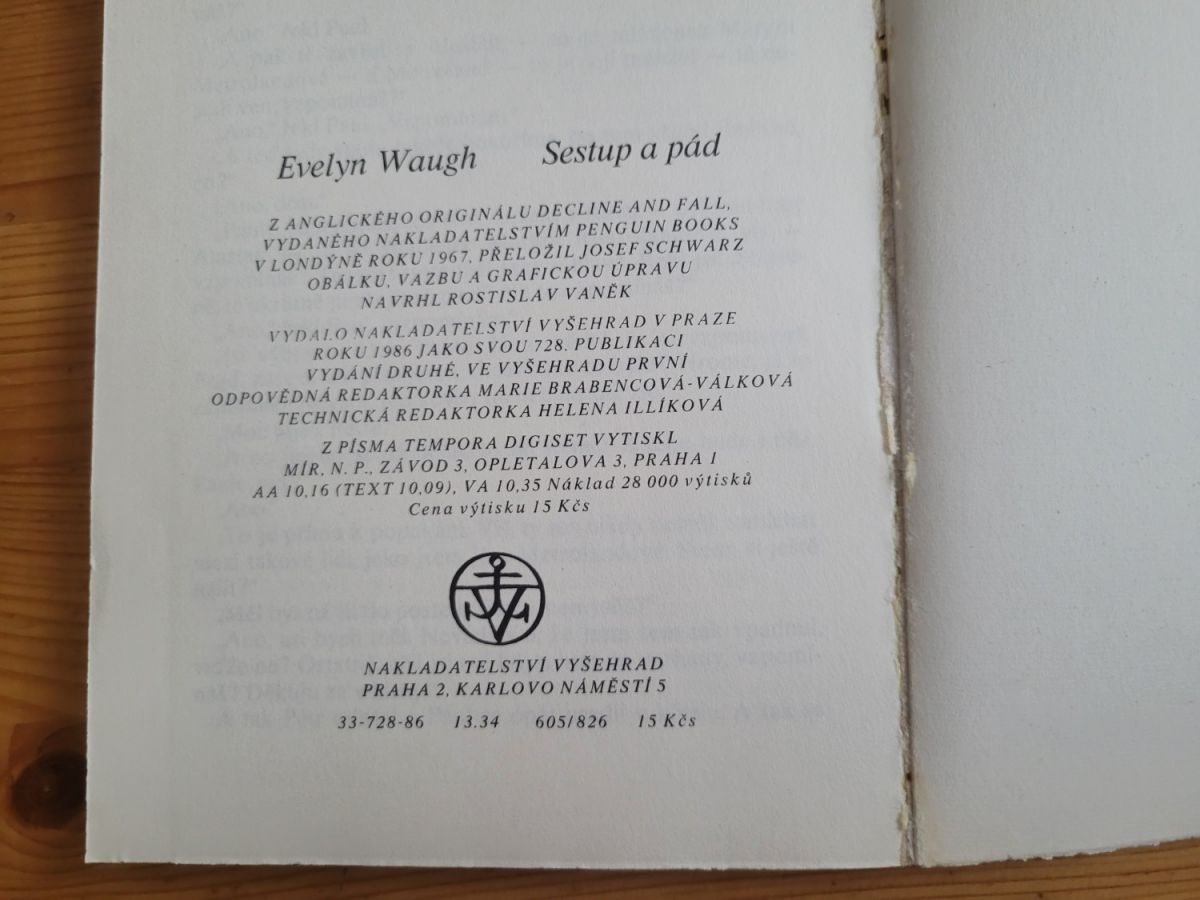 Evelyn Waugh Sestup a pád
Z ANGLICKÉHO ORIGINÁLU DECLINE AND FALL,
VYDANÉHO NAKLADATELSTVÍM PENGUIN BOOKS
V LONDÝNĚ ROKU 1967, PŘELOŽIL JOSEF SCHWARZ
OBÁLKU, VAZBU A GRAFICKOU ÚPRAVU
NAVRHL ROSTISLAV VANĚK
VYDALO NAKLADATELSTVÍ VYŠEHRAD V PRAZE
ROKU 1986 JAKO SVOU 728. PUBLIKACI
VYDÁNÍ DRUHÉ, VE VYŠEHRADU PRVNÍ
ODPOVĚDNÁ REDAKTORKA MARIE BRABENCOVÁ-VÁLKOVÁ
TECHNICKÁ REDAKTORKA HELENA ILLÍKOVÁ
Z PÍSMA TEMPORA DIGISET VYTISKL
MÍR, N. P., ZÁVOD 3, OPLETALOVA 3, PRAHA 1
AA 10,16 (TEXT 10,09), VA 10,35 Náklad 28 000 výtisků
Cena výtisku 15 Kčs
NAKLADATELSTVÍ VYŠEHRAD
PRAHA 2, KARLOVO NÁMĚSTÍ 5
33-728-86 13.34 605/826 15 Kčs